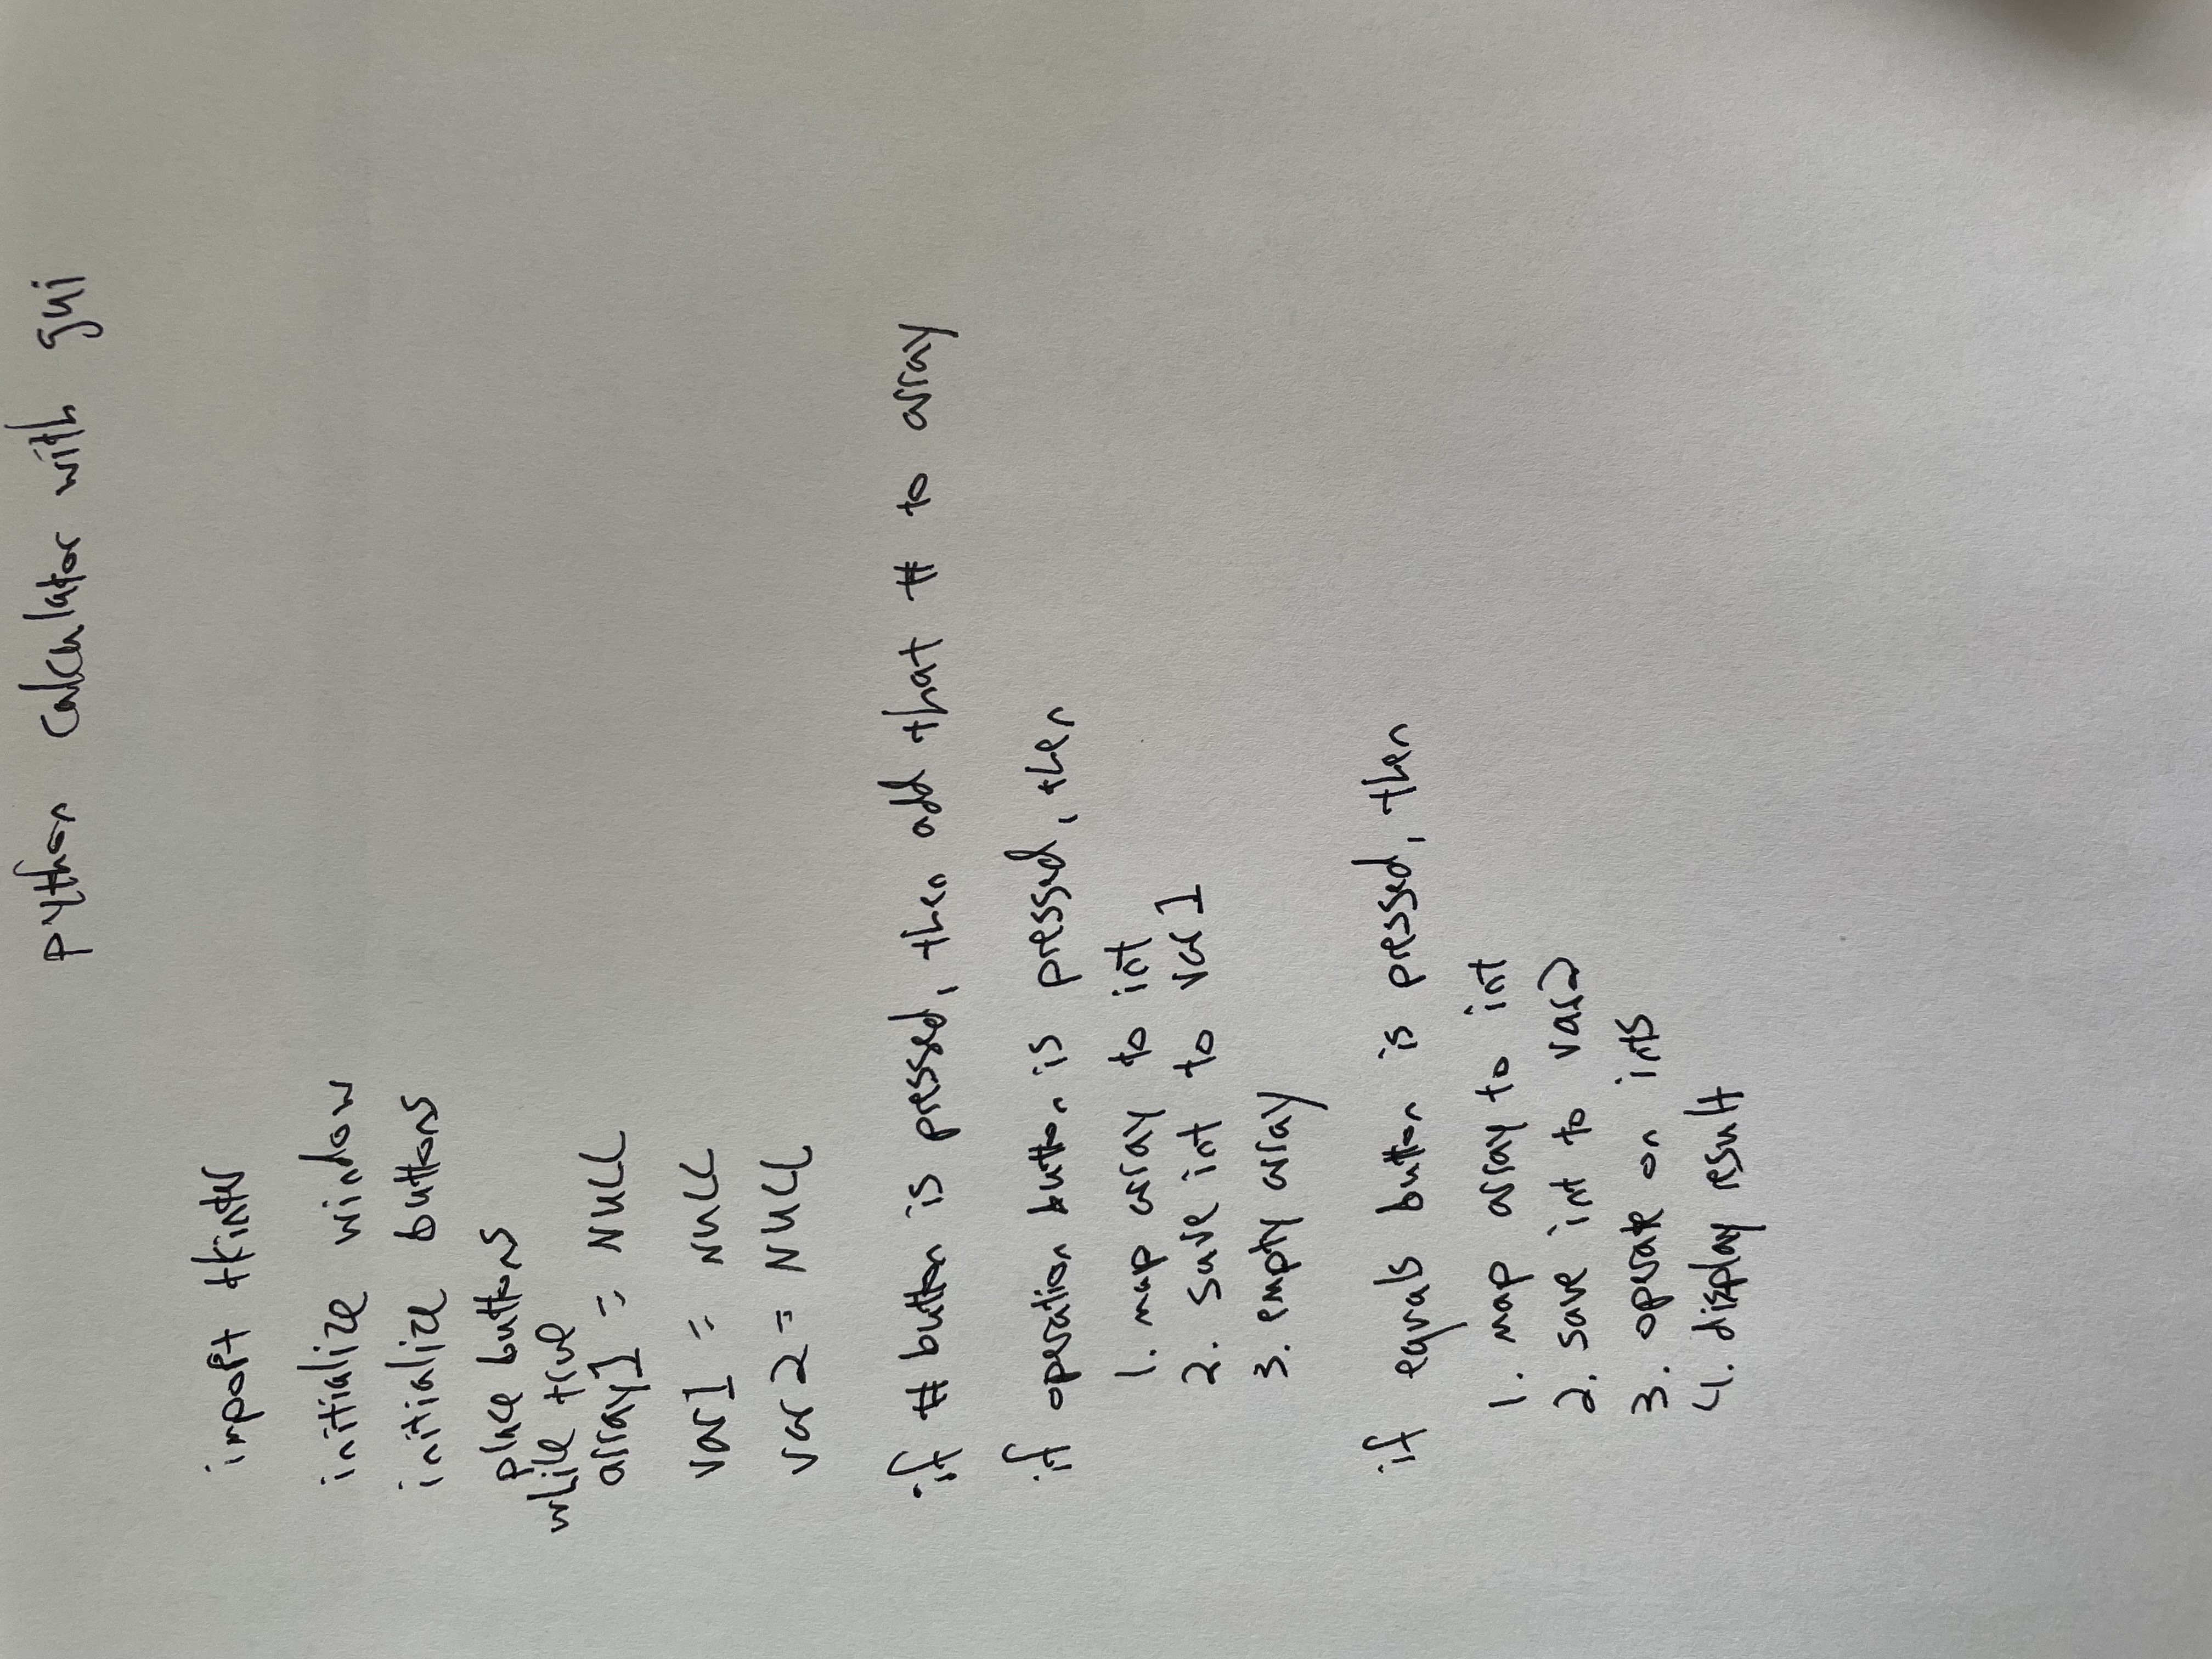 python calculator with gui
import tkinter
initialize window
initialize buttons
place buttons
while true
array1 = NULL
var1 = NULL
var2 = NULL
if # button is pressed, then add that # to array
if operation button is pressed, then
1. map array to int
2. save int to var1
3. empty array
if equals button is pressed, then
1. map array to int
2. save int to var2
3. operate on ints
4. display result